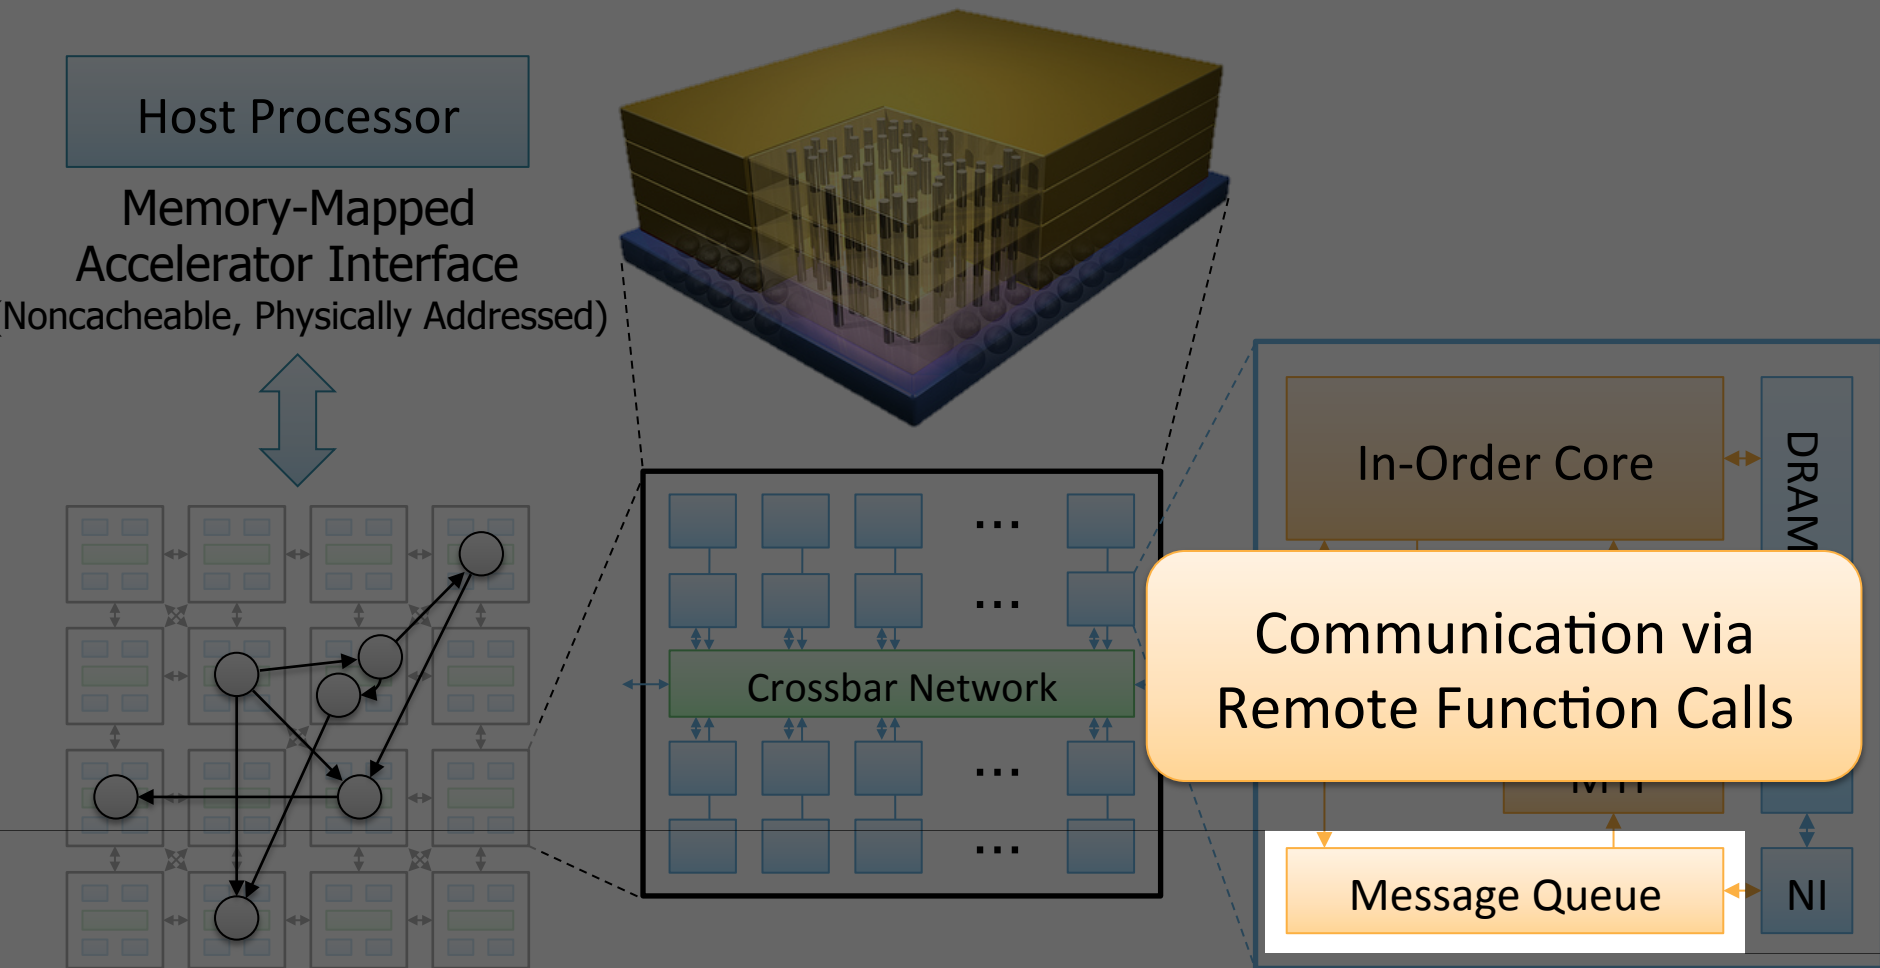 Host Processor
Memory-Mapped
Accelerator Interface
(Noncacheable, Physically Addressed)
...
...
Crossbar Network
...
...
In-Order Core
DRAM
Communication via
Remote Function Calls
Message Queue
NI